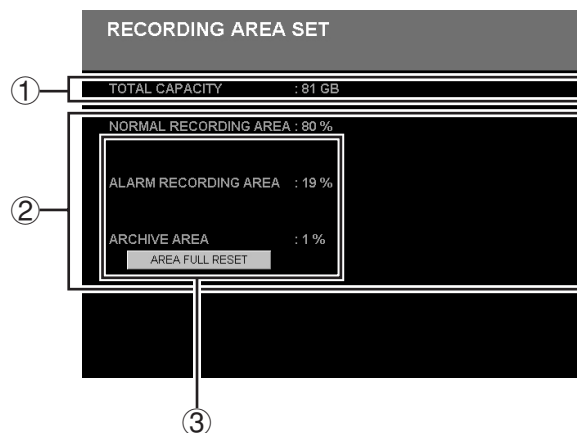 RECORDING AREA SET
① TOTAL CAPACITY : 81 GB
NORMAL RECORDING AREA : 80 %
ALARM RECORDING AREA : 19 %
②
ARCHIVE AREA : 1 %
AREA FULL RESET
③